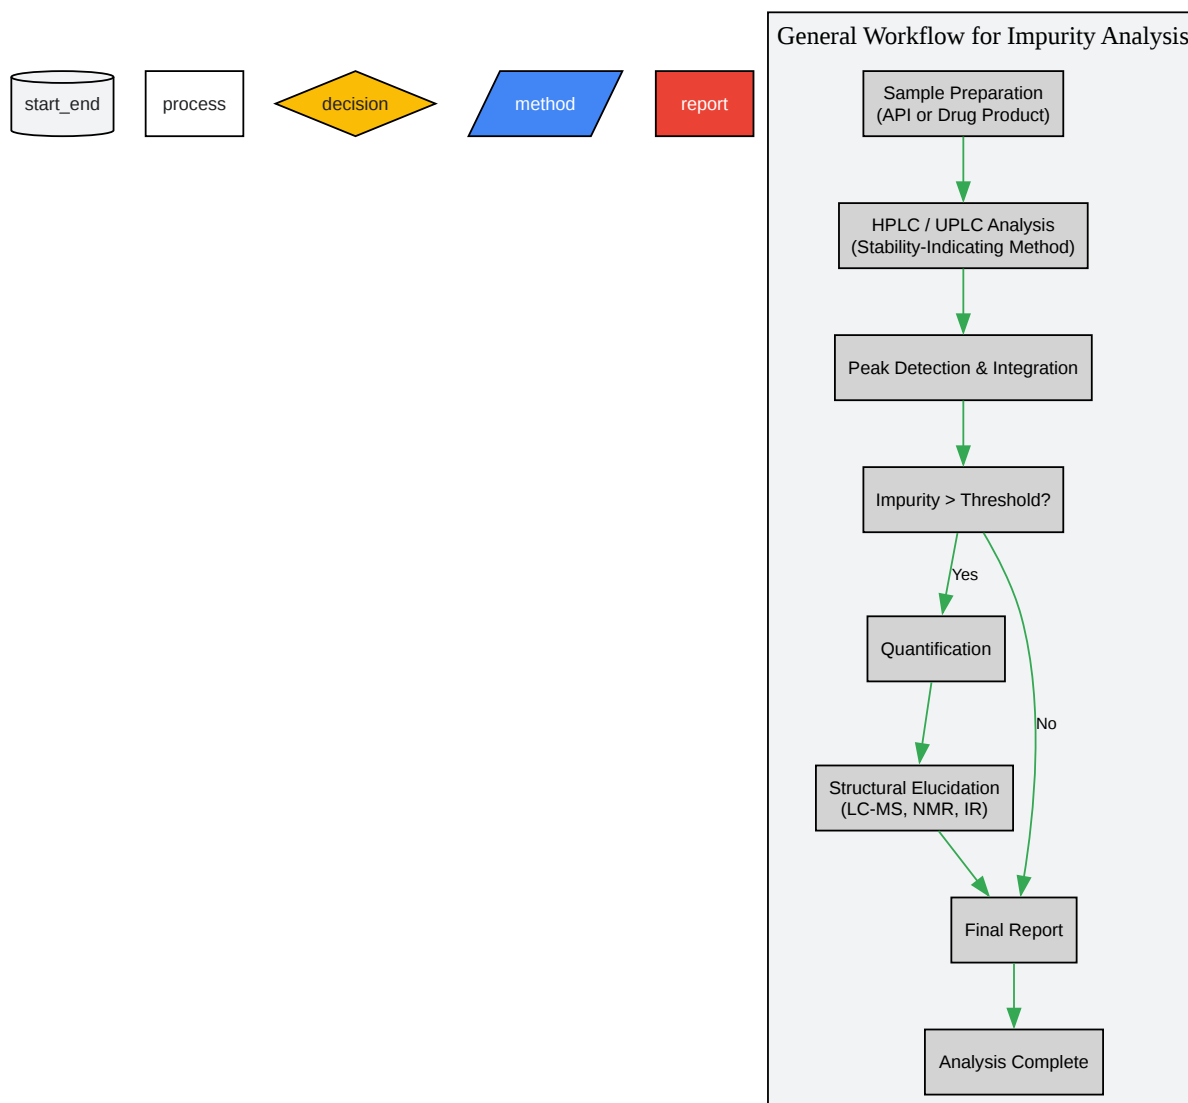 General Workflow for Impurity Analysis
start_end
process
decision
method
report
Sample Preparation
(API or Drug Product)
HPLC / UPLC Analysis
(Stability-Indicating Method)
Peak Detection & Integration
Impurity > Threshold?
Yes
Quantification
No
Structural Elucidation
(LC-MS, NMR, IR)
Final Report
Analysis Complete